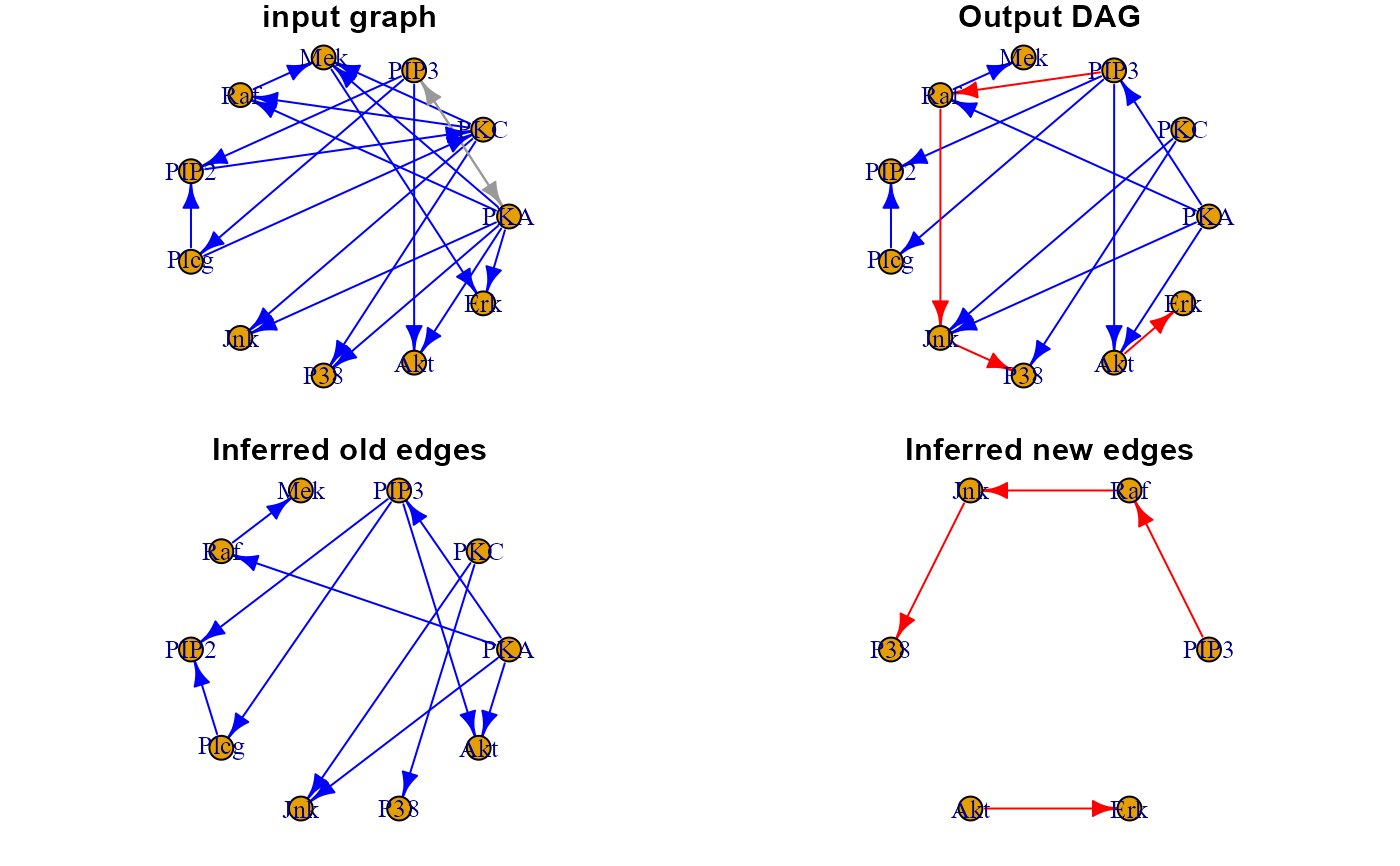 input graph
Mek
PIP3
Raf
PKC
PIP2
PKA
Plcg
Erk
Jnk
Akt
P38
Output DAG
Mek
PIP3
Raf
PKC
PIP2
PKA
Plcg
Erk
Jnk
Akt
P38
Inferred old edges
Mek
PIP3
Raf
PKC
PIP2
PKA
Plcg
Akt
Jnk
P38
Inferred new edges
Jnk
Raf
P38
PIP3
Akt
Erk